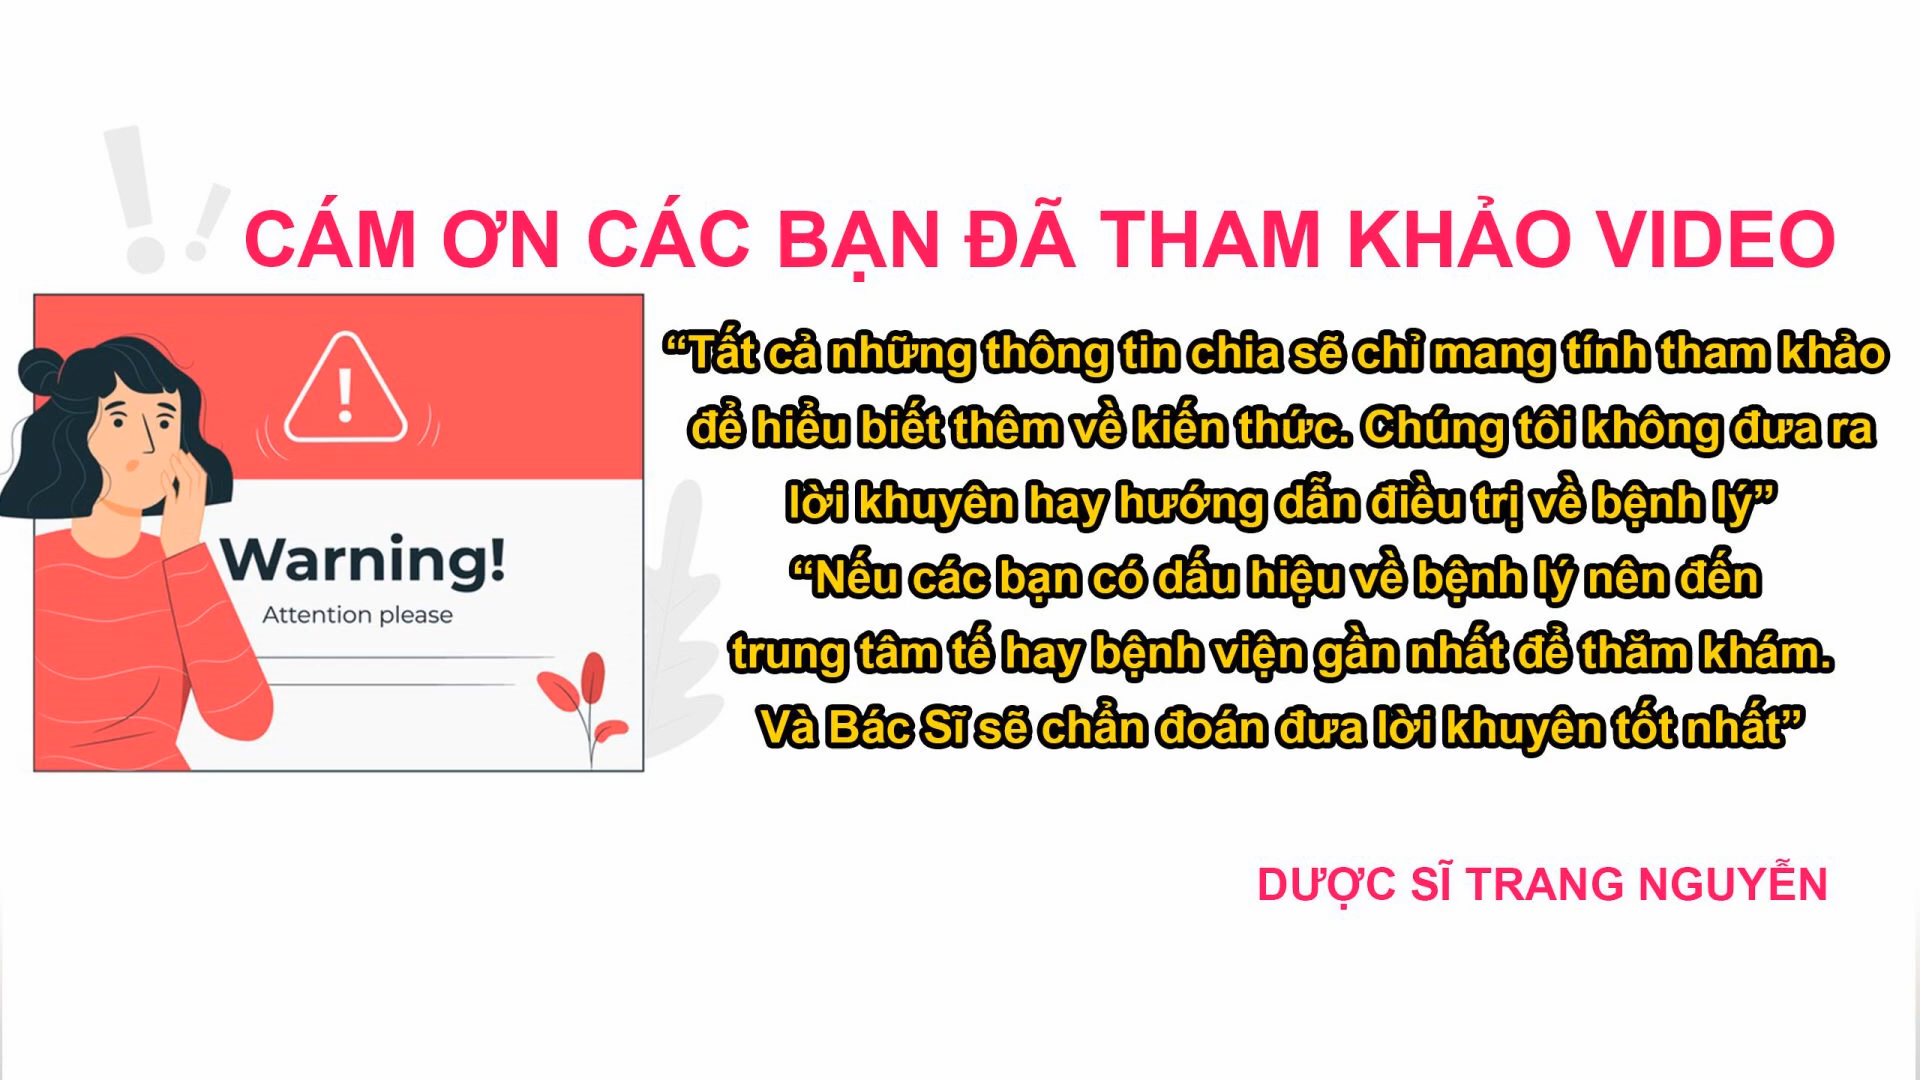 CÁM ƠN CÁC BẠN ĐÃ THAM KHẢO VIDEO
“Tất cả những thông tin chia sẽ chỉ mang tính tham khảo
để hiểu biết thêm về kiến thức. Chúng tôi không đưa ra
lời khuyên hay hướng dẫn điều trị về bệnh lý”
“Nếu các bạn có dấu hiệu về bệnh lý nên đến
trung tâm tế hay bệnh viện gần nhất để thăm khám.
Và Bác Sĩ sẽ chẩn đoán đưa lời khuyên tốt nhất”
Warning!
Attention please
DƯỢC SĨ TRANG NGUYỄN